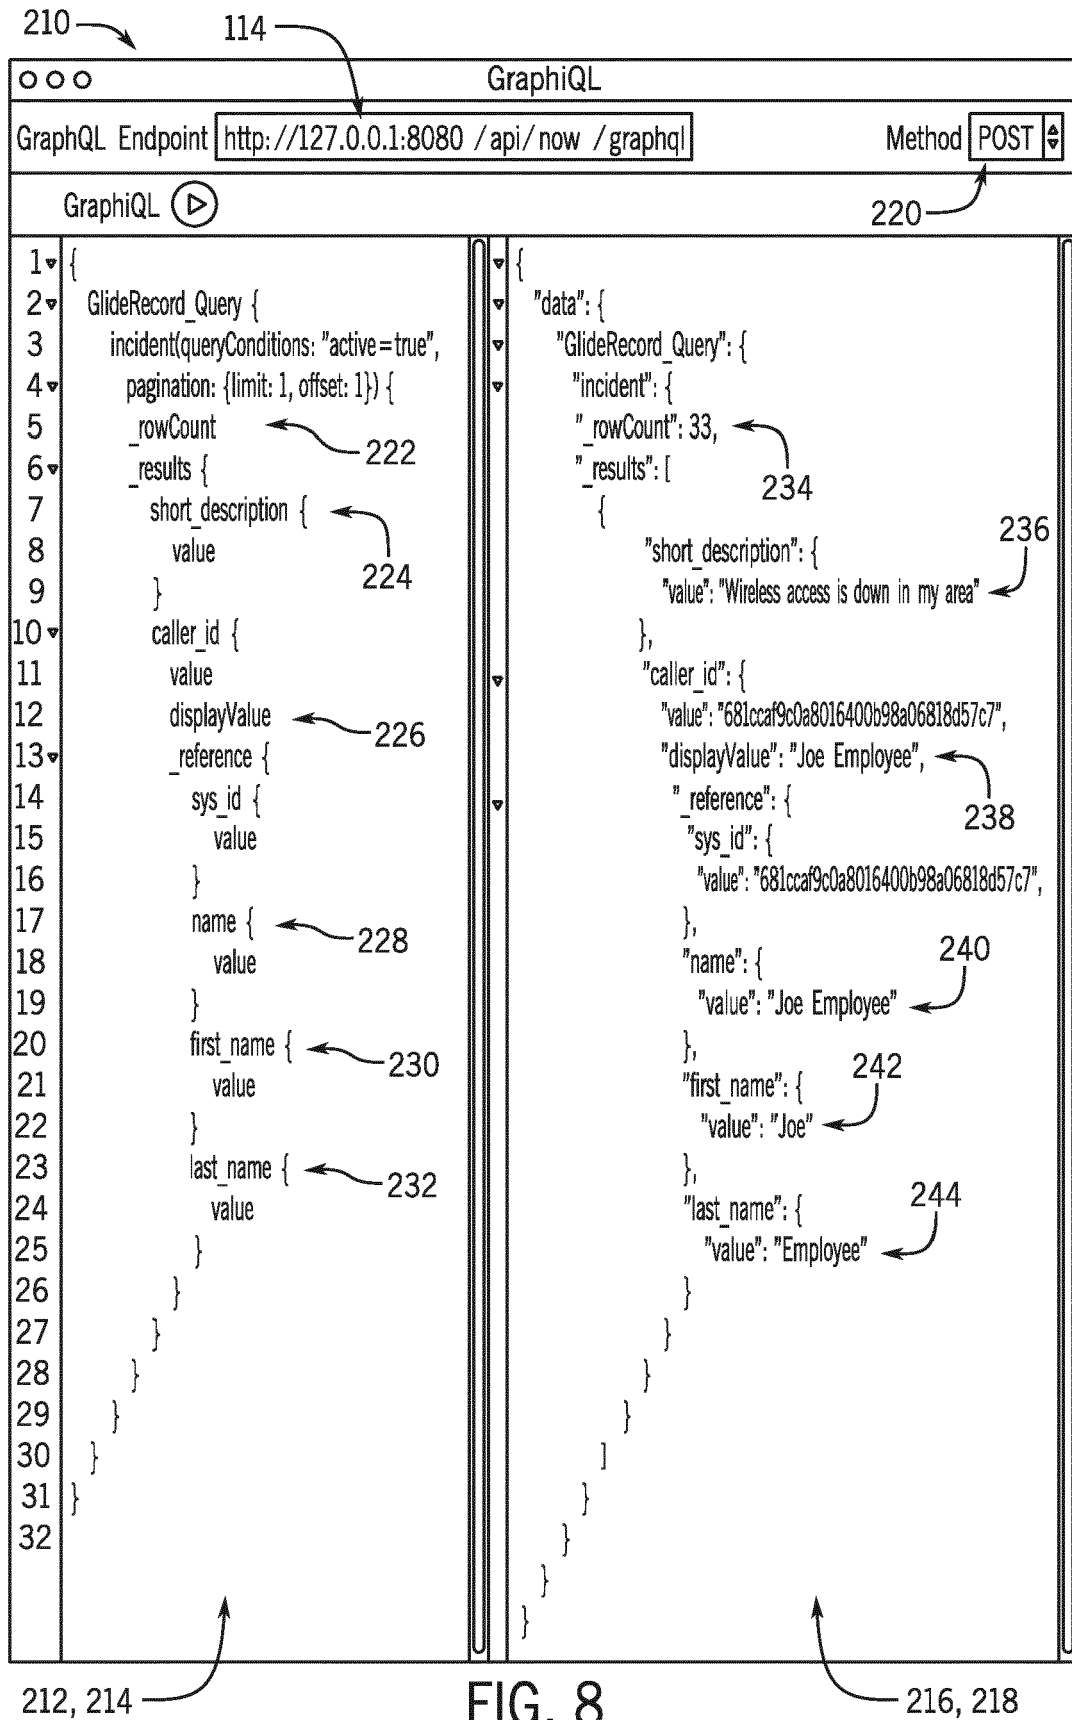 210
114
GraphiQL
GraphQL Endpoint http://127.0.0.1:8080 /api/now /graphql Method POST
GraphiQL
220
1 {
2 GlideRecord_Query {
3 incident(queryConditions: "active=true",
4 pagination: {limit: 1, offset: 1}) {
5 _rowCount
222
6 _results {
7 short_description {
8 value
224
9 }
10 caller_id {
11 value
12 displayValue
226
13 _reference {
14 sys_id {
15 value
16 }
17 name {
228
18 value
19 }
20 first_name {
230
21 value
22 }
23 last_name {
232
24 value
25 }
26 }
27 }
28 }
29 }
30 }
31 }
32
{
"data": {
"GlideRecord_Query": {
"incident": {
"_rowCount": 33,
234
"_results": [
{
236
"short_description": {
"value": "Wireless access is down in my area"
},
"caller_id": {
"value": "681ccaf9c0a8016400b98a06818d57c7",
"displayValue": "Joe Employee",
238
"_reference": {
"sys_id": {
"value": "681ccaf9c0a8016400b98a06818d57c7",
},
240
"name": {
"value": "Joe Employee"
},
242
"first_name": {
"value": "Joe"
},
244
"last_name": {
"value": "Employee"
}
}
}
}
]
}
}
}
}
212, 214
FIG. 8
216, 218